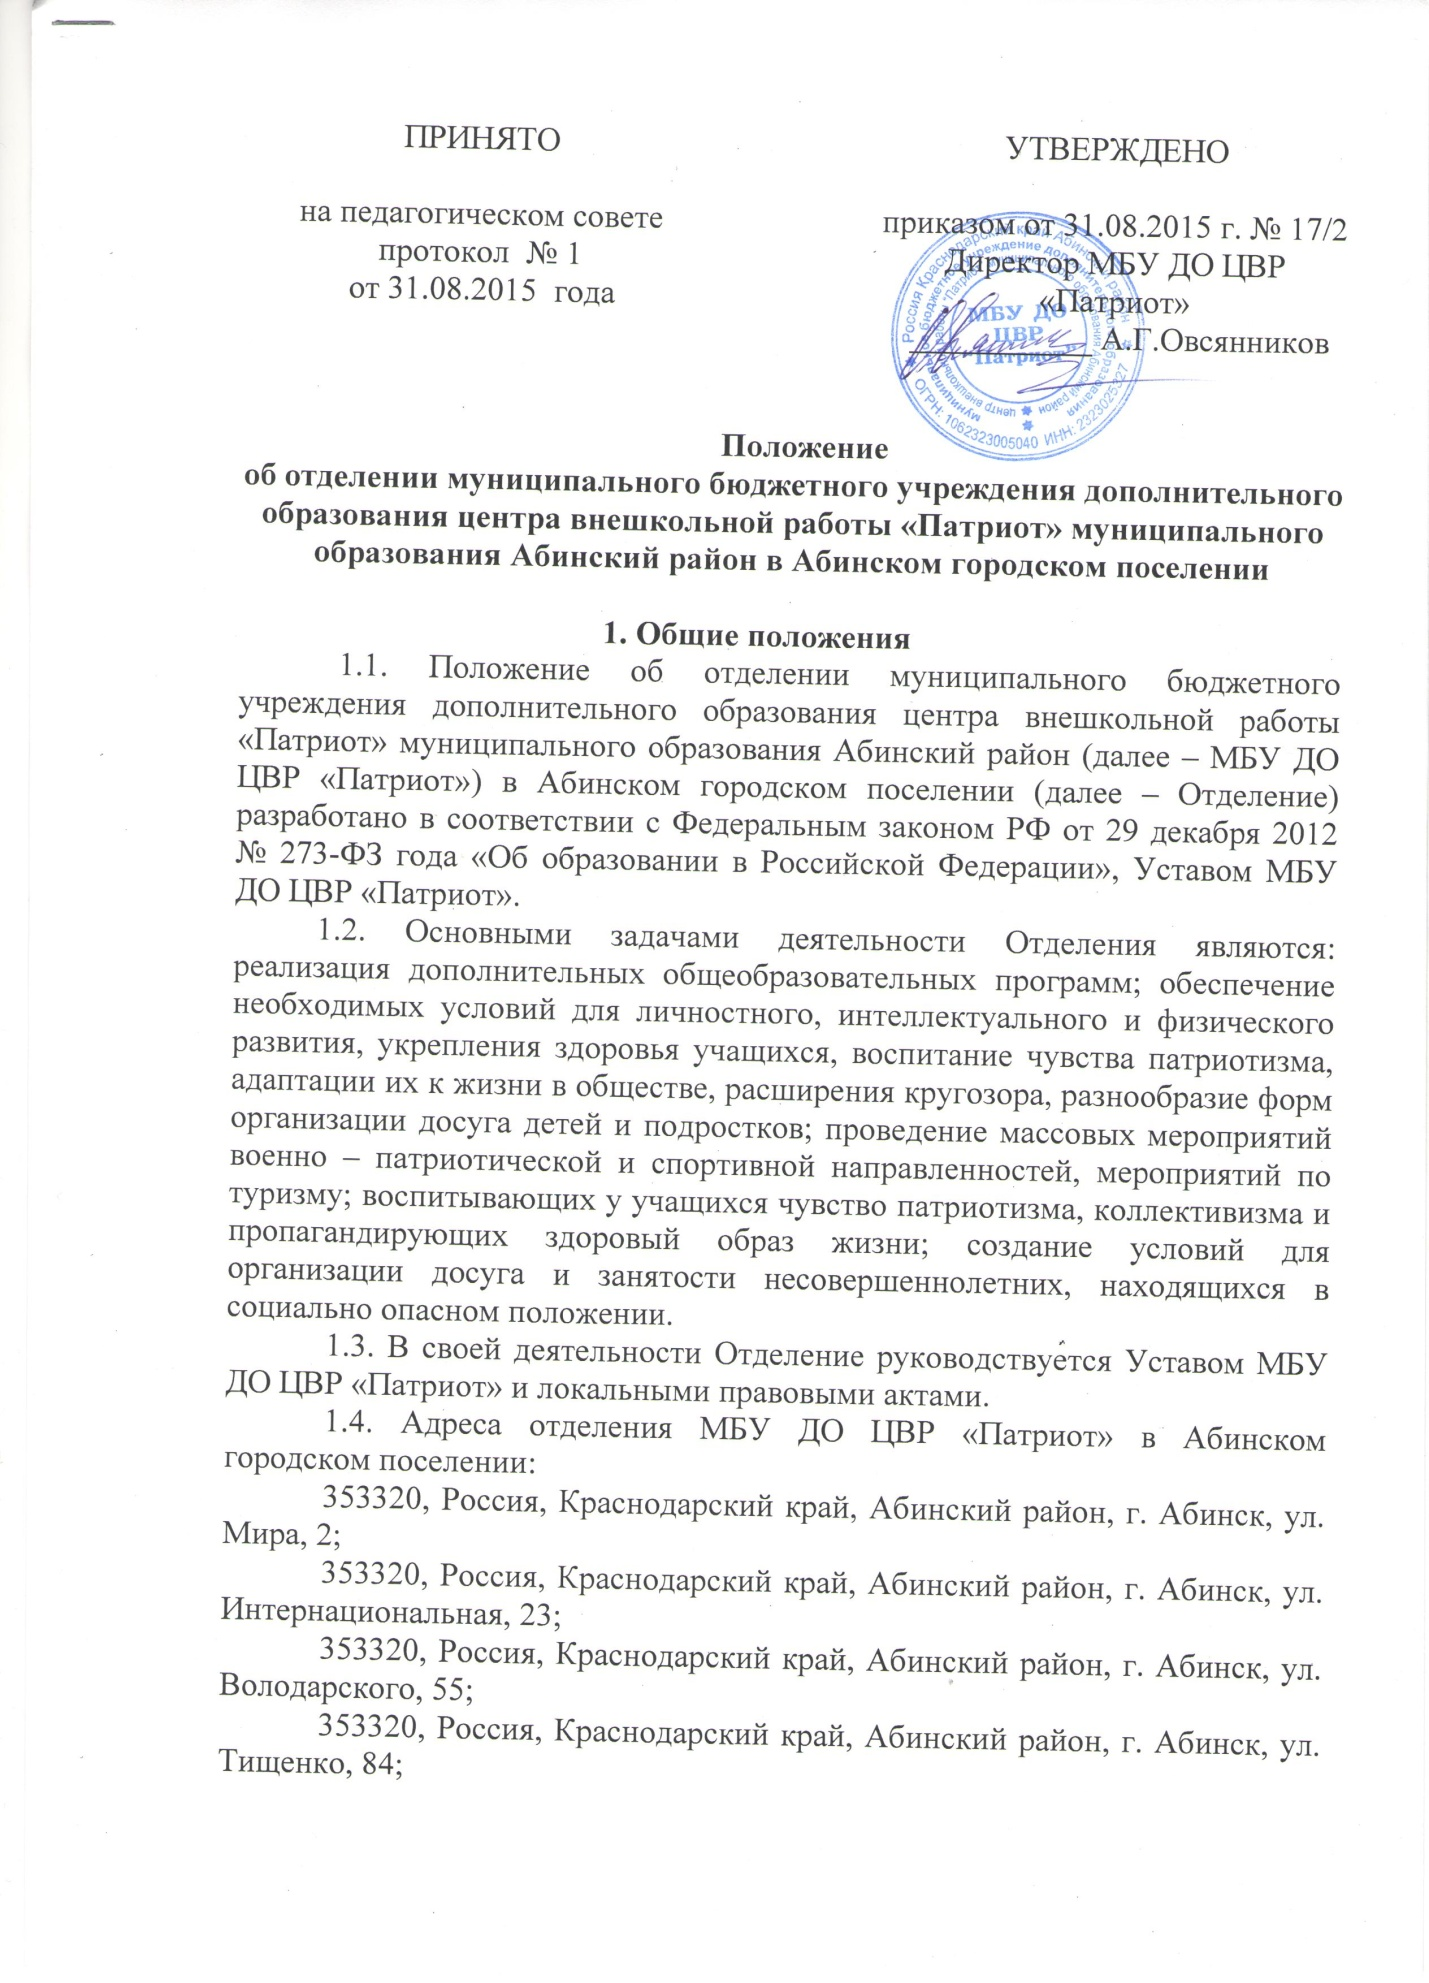 ПРИНЯТО
на педагогическом совете
протокол № 1
от 31.08.2015 года
УТВЕРЖДЕНО
приказом от 31.08.2015 г. № 17/2
Директор МБУ ДО ЦВР
«Патриот»
____________ А.Г.Овсянников
МБУ ДО
ЦВР
"Патриот"
ОГРН: 1062323005040 ИНН: 2323025327
Положение
об отделении муниципального бюджетного учреждения дополнительного
образования центра внешкольной работы «Патриот» муниципального
образования Абинский район в Абинском городском поселении
1. Общие положения
1.1. Положение об отделении муниципального бюджетного
учреждения дополнительного образования центра внешкольной работы
«Патриот» муниципального образования Абинский район (далее – МБУ ДО
ЦВР «Патриот») в Абинском городском поселении (далее – Отделение)
разработано в соответствии с Федеральным законом РФ от 29 декабря 2012
№ 273-ФЗ года «Об образовании в Российской Федерации», Уставом МБУ
ДО ЦВР «Патриот».
1.2. Основными задачами деятельности Отделения являются:
реализация дополнительных общеобразовательных программ; обеспечение
необходимых условий для личностного, интеллектуального и физического
развития, укрепления здоровья учащихся, воспитание чувства патриотизма,
адаптации их к жизни в обществе, расширения кругозора, разнообразие форм
организации досуга детей и подростков; проведение массовых мероприятий
военно – патриотической и спортивной направленностей, мероприятий по
туризму; воспитывающих у учащихся чувство патриотизма, коллективизма и
пропагандирующих здоровый образ жизни; создание условий для
организации досуга и занятости несовершеннолетних, находящихся в
социально опасном положении.
1.3. В своей деятельности Отделение руководствуется Уставом МБУ
ДО ЦВР «Патриот» и локальными правовыми актами.
1.4. Адреса отделения МБУ ДО ЦВР «Патриот» в Абинском
городском поселении:
353320, Россия, Краснодарский край, Абинский район, г. Абинск, ул.
Мира, 2;
353320, Россия, Краснодарский край, Абинский район, г. Абинск, ул.
Интернациональная, 23;
353320, Россия, Краснодарский край, Абинский район, г. Абинск, ул.
Володарского, 55;
353320, Россия, Краснодарский край, Абинский район, г. Абинск, ул.
Тищенко, 84;